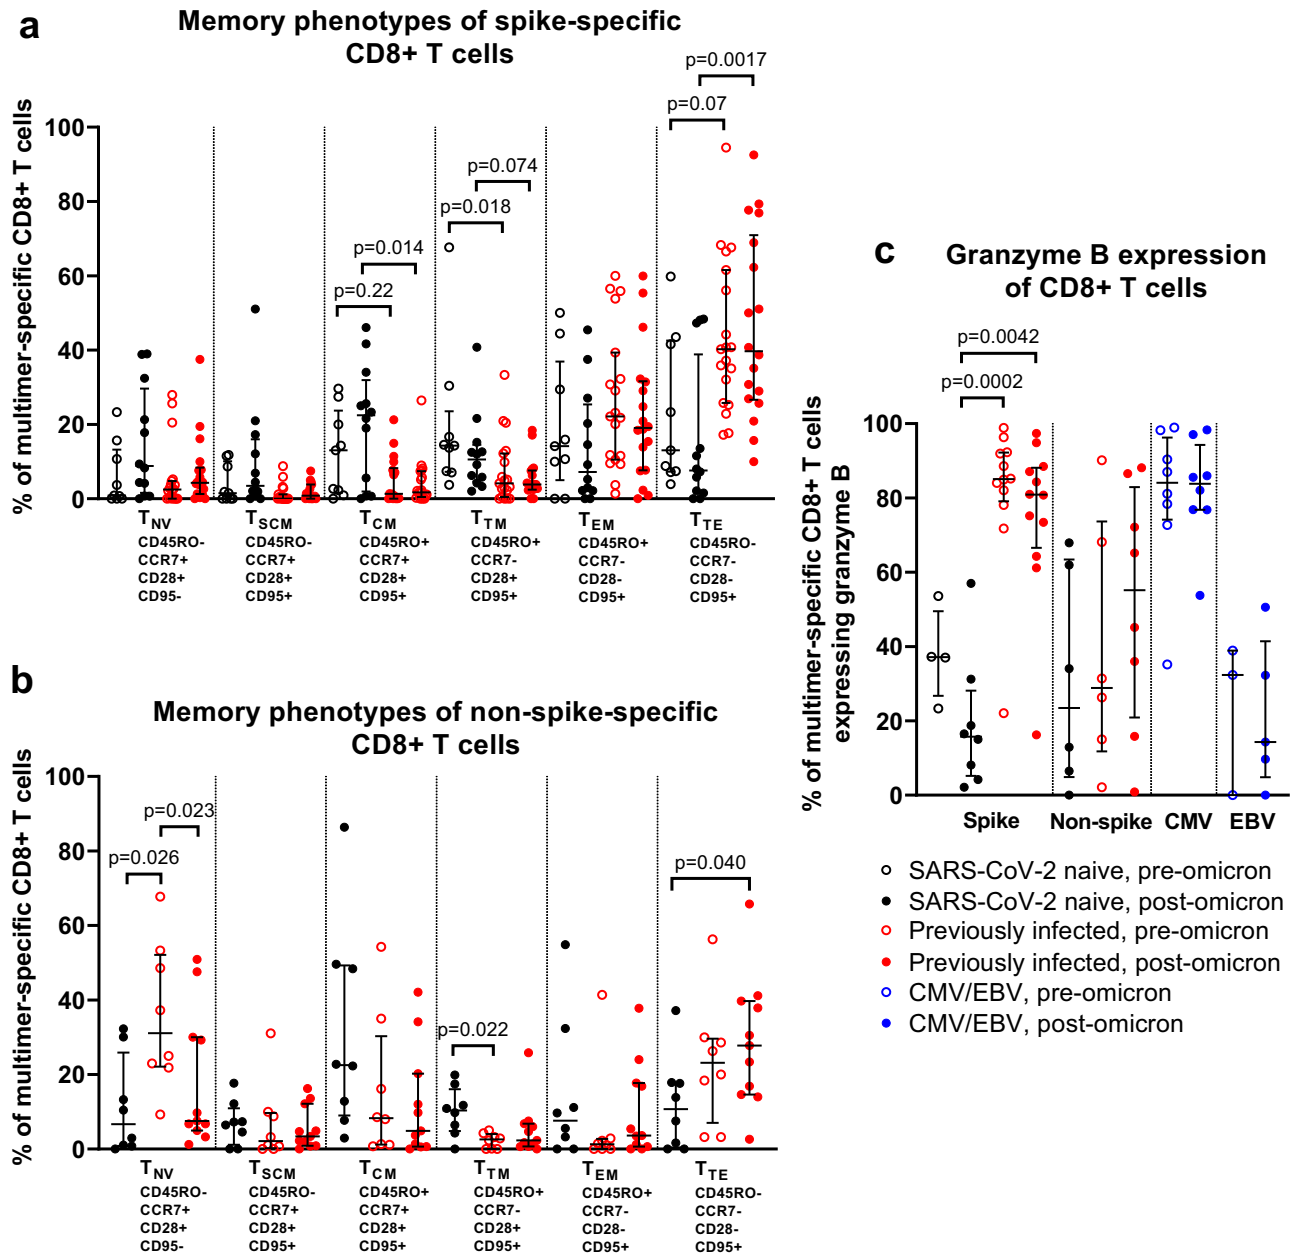 a
Memory phenotypes of spike-specific
CD8+ T cells
% of multimer-specific CD8+ T cells
100
80
60
40
20
0
p=0.22
p=0.014
p=0.018
p=0.074
p=0.07
p=0.0017
TNV
CD45RO-
CCR7+
CD28+
CD95-
TSCM
CD45RO-
CCR7+
CD28+
CD95+
TCM
CD45RO+
CCR7+
CD28+
CD95+
TTM
CD45RO+
CCR7-
CD28+
CD95+
TEM
CD45RO+
CCR7-
CD28-
CD95+
TTE
CD45RO-
CCR7-
CD28-
CD95+
b
Memory phenotypes of non-spike-specific
CD8+ T cells
% of multimer-specific CD8+ T cells
100
80
60
40
20
0
p=0.026
p=0.023
p=0.022
p=0.040
TNV
CD45RO-
CCR7+
CD28+
CD95-
TSCM
CD45RO-
CCR7+
CD28+
CD95+
TCM
CD45RO+
CCR7+
CD28+
CD95+
TTM
CD45RO+
CCR7-
CD28+
CD95+
TEM
CD45RO+
CCR7-
CD28-
CD95+
TTE
CD45RO-
CCR7-
CD28-
CD95+
c
Granzyme B expression
of CD8+ T cells
% of multimer-specific CD8+ T cells
expressing granzyme B
100
80
60
40
20
0
p=0.0042
p=0.0002
Spike
Non-spike
CMV
EBV
SARS-CoV-2 naive, pre-omicron
SARS-CoV-2 naive, post-omicron
Previously infected, pre-omicron
Previously infected, post-omicron
CMV/EBV, pre-omicron
CMV/EBV, post-omicron